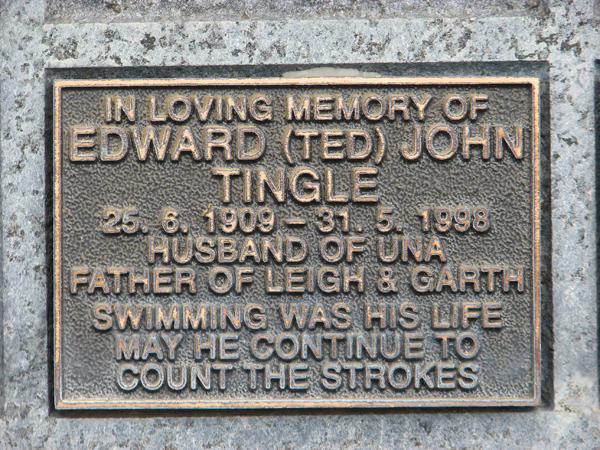 IN LOVING MEMORY OF
EDWARD (TED) JOHN
TINGLE
25. 6. 1909 – 31. 5. 1998
HUSBAND OF UNA
FATHER OF LEIGH & GARTH
SWIMMING WAS HIS LIFE
MAY HE CONTINUE TO
COUNT THE STROKES